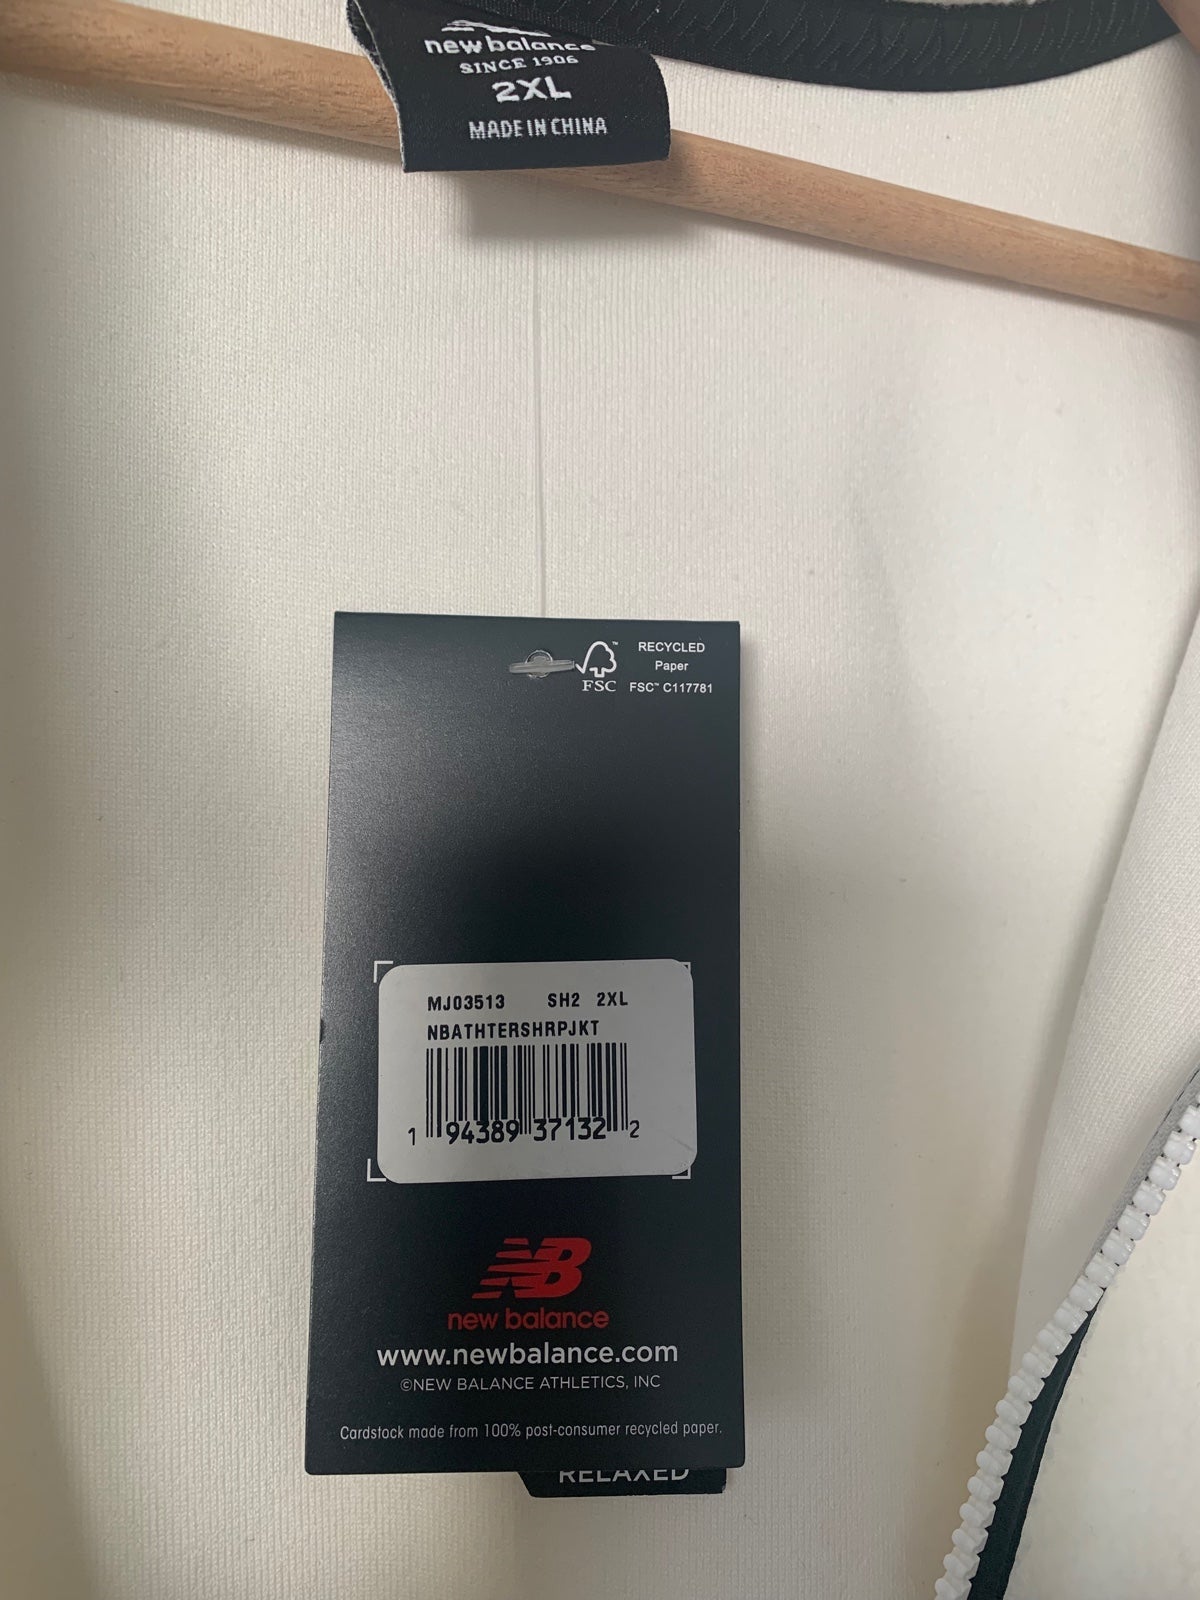 new balance
SINCE 1906
2XL
MADE IN CHINA
FSC
RECYCLED
Paper
FSC™ C117781
MJ03513 SH2 2XL
NBATHTERSHRPJKT
1 94389 37132 2
NB
new balance
www.newbalance.com
©NEW BALANCE ATHLETICS, INC
Cardstock made from 100% post-consumer recycled paper.
RELAXED